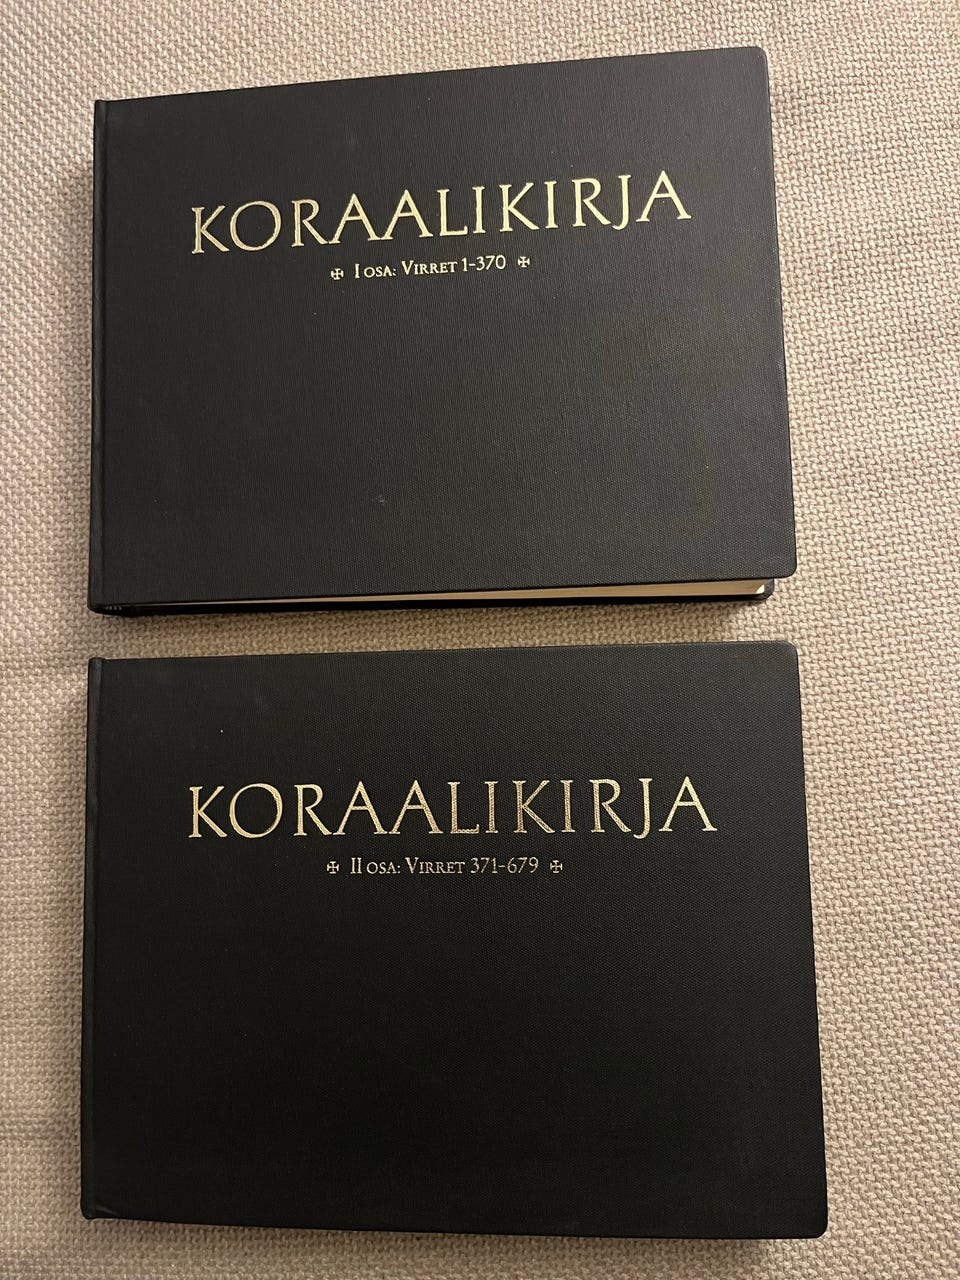 KORAALIKIRJA
✠ I OSA: VIRRET 1-370 ✠
KORAALIKIRJA
✠ II OSA: VIRRET 371-679 ✠